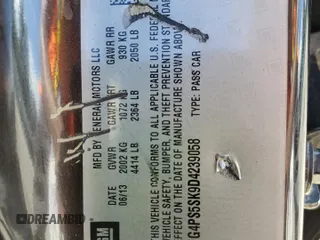 MFD BY GENERAL MOTORS LLC
DATE GVWR GAWR FRT GAWR RR
06/13 2002 KG 1072 KG 930 KG
4414 LB 2364 LB 2050 LB
THIS VEHICLE CONFORMS TO ALL APPLICABLE U.S. FEDERAL
VEHICLE SAFETY, BUMPER, AND THEFT PREVENTION STANDARDS
EFFECT ON THE DATE OF MANUFACTURE SHOWN ABOVE
G4PS5SK9D4239058 TYPE: PASS CAR
GM
DREAMBID